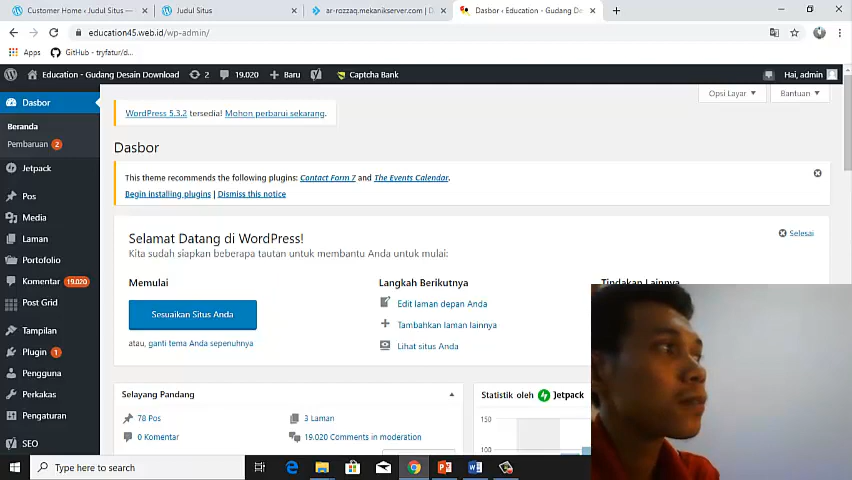 Customer Home ‹ Judul Situs —
Judul Situs
ar-rozzaq.mekanikserver.com | D
Dasbor ‹ Education - Gudang Des
education45.web.id/wp-admin/
Apps
GitHub - tryfatur/d...
Education - Gudang Desain Download
2
19.020
Baru
Captcha Bank
Hai, admin
Dasbor
Beranda
Pembaruan 2
Jetpack
Pos
Media
Laman
Portofolio
Komentar 19.020
Post Grid
Tampilan
Plugin 1
Pengguna
Perkakas
Pengaturan
SEO
Opsi Layar
Bantuan
WordPress 5.3.2 tersedia! Mohon perbarui sekarang.
Dasbor
This theme recommends the following plugins: Contact Form 7 and The Events Calendar.
Begin installing plugins | Dismiss this notice
Selamat Datang di WordPress!
Kita sudah siapkan beberapa tautan untuk membantu Anda untuk mulai:
Selesai
Memulai
Sesuaikan Situs Anda
atau, ganti tema Anda sepenuhnya
Langkah Berikutnya
Edit laman depan Anda
Tambahkan laman lainnya
Lihat situs Anda
Tindakan Lainnya
Selayang Pandang
78 Pos
3 Laman
0 Komentar
19.020 Comments in moderation
Statistik oleh Jetpack
150
100
Type here to search